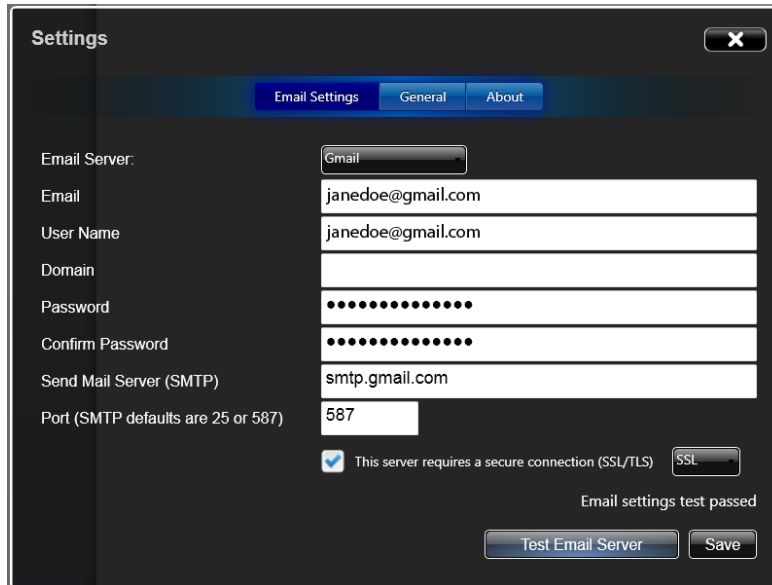 Settings
Email Settings General About
Email Server: Gmail
Email janedoe@gmail.com
User Name janedoe@gmail.com
Domain
Password ••••••••••••••
Confirm Password ••••••••••••••
Send Mail Server (SMTP) smtp.gmail.com
Port (SMTP defaults are 25 or 587) 587
This server requires a secure connection (SSL/TLS) SSL
Email settings test passed
Test Email Server Save